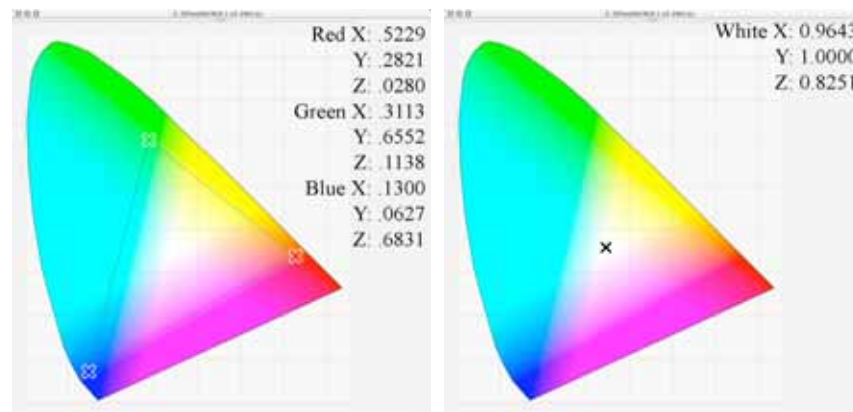 Red X: .5229
Y: .2821
Z: .0280
Green X: .3113
Y: .6552
Z: .1138
Blue X: .1300
Y: .0627
Z: .6831
White X: 0.9643
Y: 1.0000
Z: 0.8251